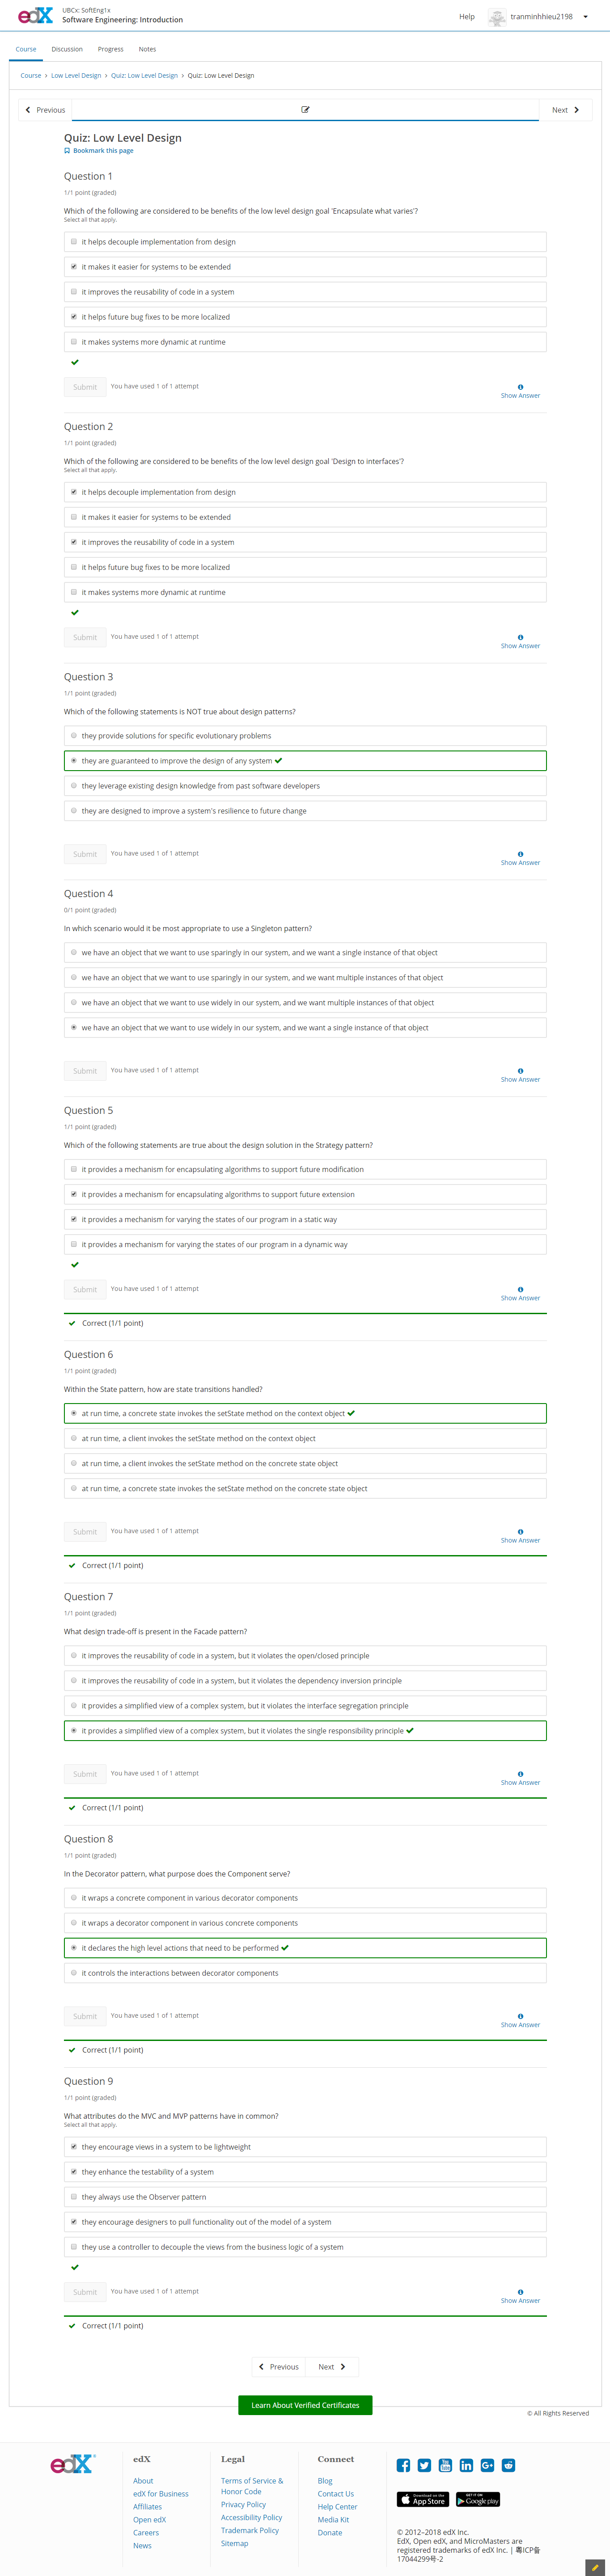 edX
UBCx: SoftEng1x
Software Engineering: Introduction
Help
tranminhhieu2198
Course
Discussion
Progress
Notes
Course › Low Level Design › Quiz: Low Level Design › Quiz: Low Level Design
Previous
Next
Quiz: Low Level Design
Bookmark this page
Question 1
1/1 point (graded)
Which of the following are considered to be benefits of the low level design goal 'Encapsulate what varies'?
Select all that apply.
it helps decouple implementation from design
it makes it easier for systems to be extended
it improves the reusability of code in a system
it helps future bug fixes to be more localized
it makes systems more dynamic at runtime
Submit
You have used 1 of 1 attempt
Show Answer
Question 2
1/1 point (graded)
Which of the following are considered to be benefits of the low level design goal 'Design to interfaces'?
Select all that apply.
it helps decouple implementation from design
it makes it easier for systems to be extended
it improves the reusability of code in a system
it helps future bug fixes to be more localized
it makes systems more dynamic at runtime
Submit
You have used 1 of 1 attempt
Show Answer
Question 3
1/1 point (graded)
Which of the following statements is NOT true about design patterns?
they provide solutions for specific evolutionary problems
they are guaranteed to improve the design of any system
they leverage existing design knowledge from past software developers
they are designed to improve a system's resilience to future change
Submit
You have used 1 of 1 attempt
Show Answer
Question 4
0/1 point (graded)
In which scenario would it be most appropriate to use a Singleton pattern?
we have an object that we want to use sparingly in our system, and we want a single instance of that object
we have an object that we want to use sparingly in our system, and we want multiple instances of that object
we have an object that we want to use widely in our system, and we want multiple instances of that object
we have an object that we want to use widely in our system, and we want a single instance of that object
Submit
You have used 1 of 1 attempt
Show Answer
Question 5
1/1 point (graded)
Which of the following statements are true about the design solution in the Strategy pattern?
it provides a mechanism for encapsulating algorithms to support future modification
it provides a mechanism for encapsulating algorithms to support future extension
it provides a mechanism for varying the states of our program in a static way
it provides a mechanism for varying the states of our program in a dynamic way
Submit
You have used 1 of 1 attempt
Show Answer
Correct (1/1 point)
Question 6
1/1 point (graded)
Within the State pattern, how are state transitions handled?
at run time, a concrete state invokes the setState method on the context object
at run time, a client invokes the setState method on the context object
at run time, a client invokes the setState method on the concrete state object
at run time, a concrete state invokes the setState method on the concrete state object
Submit
You have used 1 of 1 attempt
Show Answer
Correct (1/1 point)
Question 7
1/1 point (graded)
What design trade-off is present in the Facade pattern?
it improves the reusability of code in a system, but it violates the open/closed principle
it improves the reusability of code in a system, but it violates the dependency inversion principle
it provides a simplified view of a complex system, but it violates the interface segregation principle
it provides a simplified view of a complex system, but it violates the single responsibility principle
Submit
You have used 1 of 1 attempt
Show Answer
Correct (1/1 point)
Question 8
1/1 point (graded)
In the Decorator pattern, what purpose does the Component serve?
it wraps a concrete component in various decorator components
it wraps a decorator component in various concrete components
it declares the high level actions that need to be performed
it controls the interactions between decorator components
Submit
You have used 1 of 1 attempt
Show Answer
Correct (1/1 point)
Question 9
1/1 point (graded)
What attributes do the MVC and MVP patterns have in common?
Select all that apply.
they encourage views in a system to be lightweight
they enhance the testability of a system
they always use the Observer pattern
they encourage designers to pull functionality out of the model of a system
they use a controller to decouple the views from the business logic of a system
Submit
You have used 1 of 1 attempt
Show Answer
Correct (1/1 point)
Previous
Next
Learn About Verified Certificates
© All Rights Reserved
edX
edX
About
edX for Business
Affiliates
Open edX
Careers
News
Legal
Terms of Service &
Honor Code
Privacy Policy
Accessibility Policy
Trademark Policy
Sitemap
Connect
Blog
Contact Us
Help Center
Media Kit
Donate
Download on the
App Store
GET IT ON
Google play
© 2012–2018 edX Inc.
EdX, Open edX, and MicroMasters are
registered trademarks of edX Inc. | 粤ICP备
17044299号-2